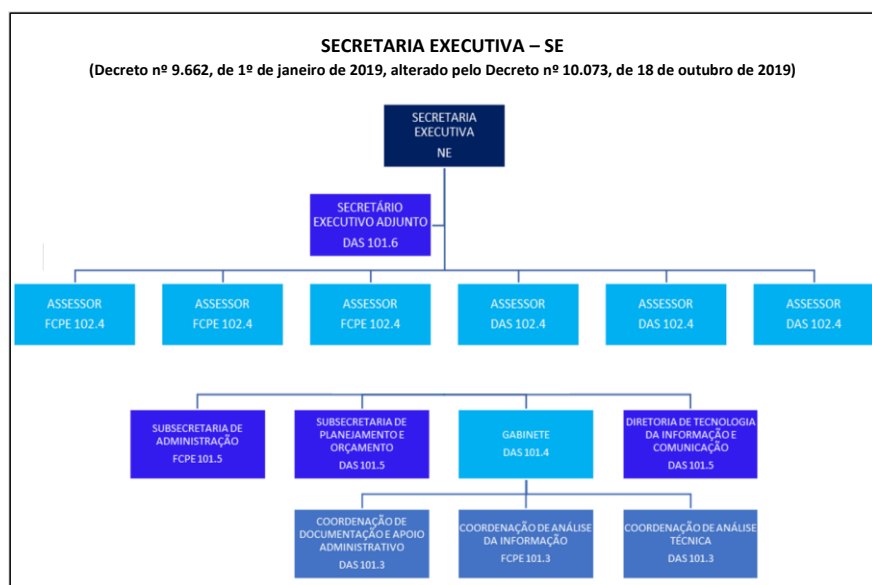 SECRETARIA EXECUTIVA – SE
(Decreto nº 9.662, de 1º de janeiro de 2019, alterado pelo Decreto nº 10.073, de 18 de outubro de 2019)
SECRETARIA
EXECUTIVA
NE
SECRETÁRIO
EXECUTIVO ADJUNTO
DAS 101.6
ASSESSOR
FCPE 102.4
ASSESSOR
FCPE 102.4
ASSESSOR
FCPE 102.4
ASSESSOR
DAS 102.4
ASSESSOR
DAS 102.4
ASSESSOR
DAS 102.4
SUBSECRETARIA DE
ADMINISTRAÇÃO
FCPE 101.5
SUBSECRETARIA DE
PLANEJAMENTO E
ORÇAMENTO
DAS 101.5
GABINETE
DAS 101.4
DIRETORIA DE TECNOLOGIA
DA INFORMAÇÃO E
COMUNICAÇÃO
DAS 101.5
COORDENAÇÃO DE
DOCUMENTAÇÃO E APOIO
ADMINISTRATIVO
DAS 101.3
COORDENAÇÃO DE ANÁLISE
DA INFORMAÇÃO
FCPE 101.3
COORDENAÇÃO DE ANÁLISE
TÉCNICA
DAS 101.3